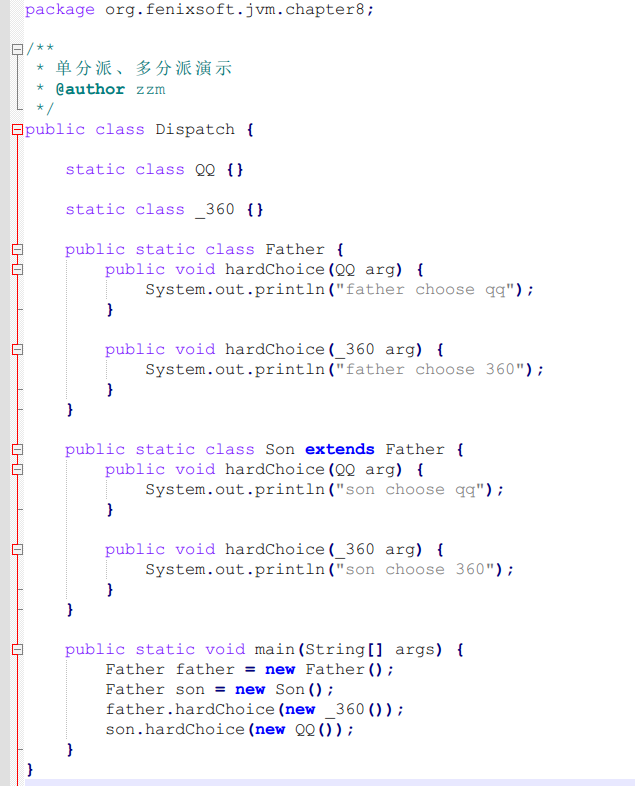 package org.fenixsoft.jvm.chapter8;
/**
 * 单分派、多分派演示
 * @author zzm
 */
public class Dispatch {
    static class QQ {}
    static class _360 {}
    public static class Father {
        public void hardChoice(QQ arg) {
            System.out.println("father choose qq");
        }
        public void hardChoice(_360 arg) {
            System.out.println("father choose 360");
        }
    }
    public static class Son extends Father {
        public void hardChoice(QQ arg) {
            System.out.println("son choose qq");
        }
        public void hardChoice(_360 arg) {
            System.out.println("son choose 360");
        }
    }
    public static void main(String[] args) {
        Father father = new Father();
        Father son = new Son();
        father.hardChoice(new _360());
        son.hardChoice(new QQ());
    }
}